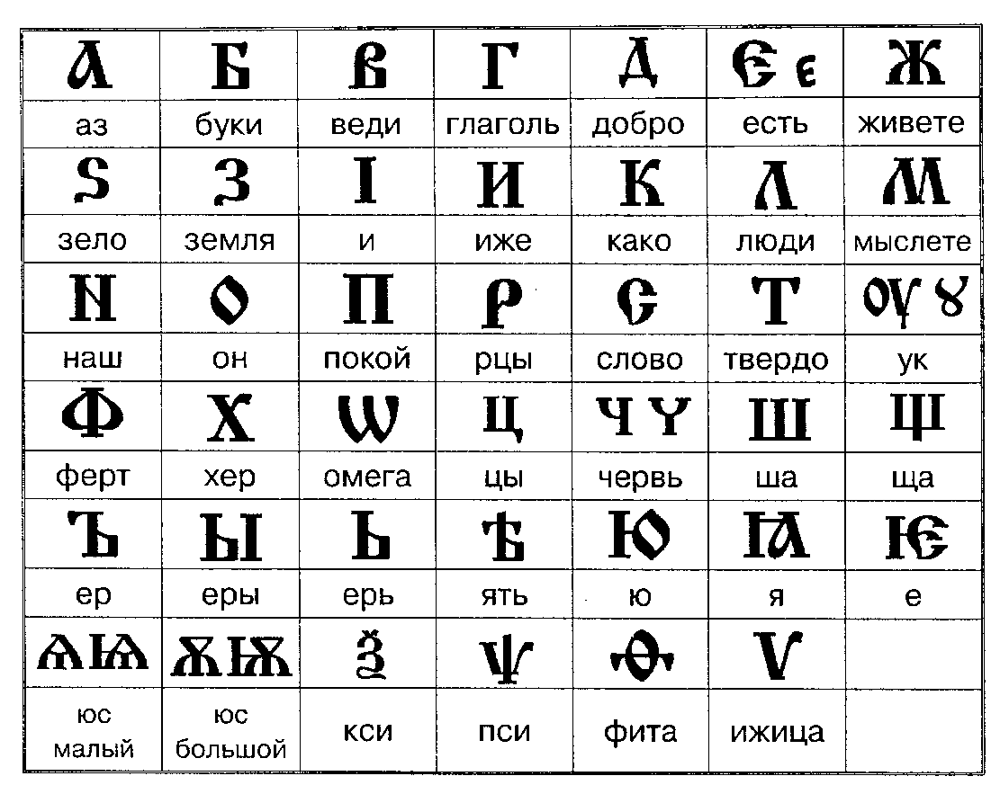 А Б В Г Д Є є Ж
аз буки веди глаголь добро есть живете
Ѕ З І И К Л М
зело земля и иже како люди мыслете
N О П Р С Т ОѴ Ꙋ
наш он покой рцы слово твердо ук
Ф Х Ѡ Ц Ч Ҁ Ш Щ
ферт хер омега цы червь ша ща
Ъ Ы Ь Ѣ Ю Ꙗ Ѥ
ер еры ерь ять ю я е
Ѧ Ѩ Ѫ Ѭ Ѯ Ѱ Ѳ Ѵ
юс малый юс большой кси пси фита ижица